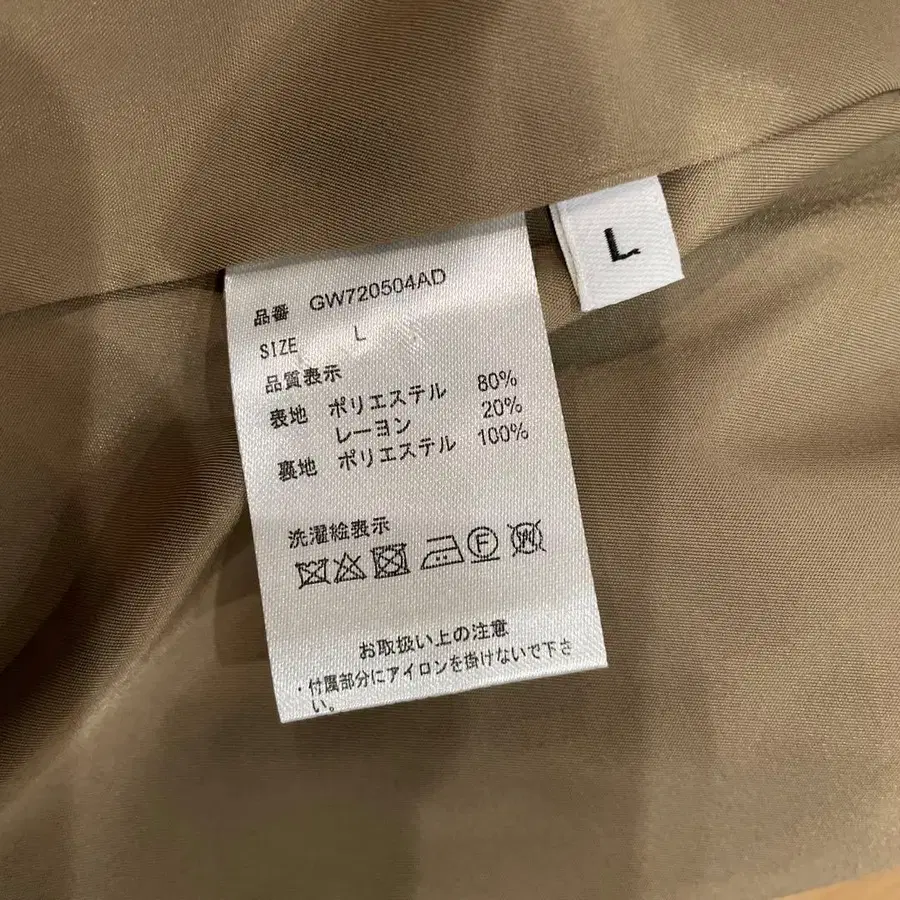 L
品番 GW720504AD
SIZE L
品質表示
表地 ポリエステル 80%
レーヨン 20%
裏地 ポリエステル 100%
洗濯絵表示
F W
お取扱い上の注意
・付属部分にアイロンを掛けないで下さ
い。